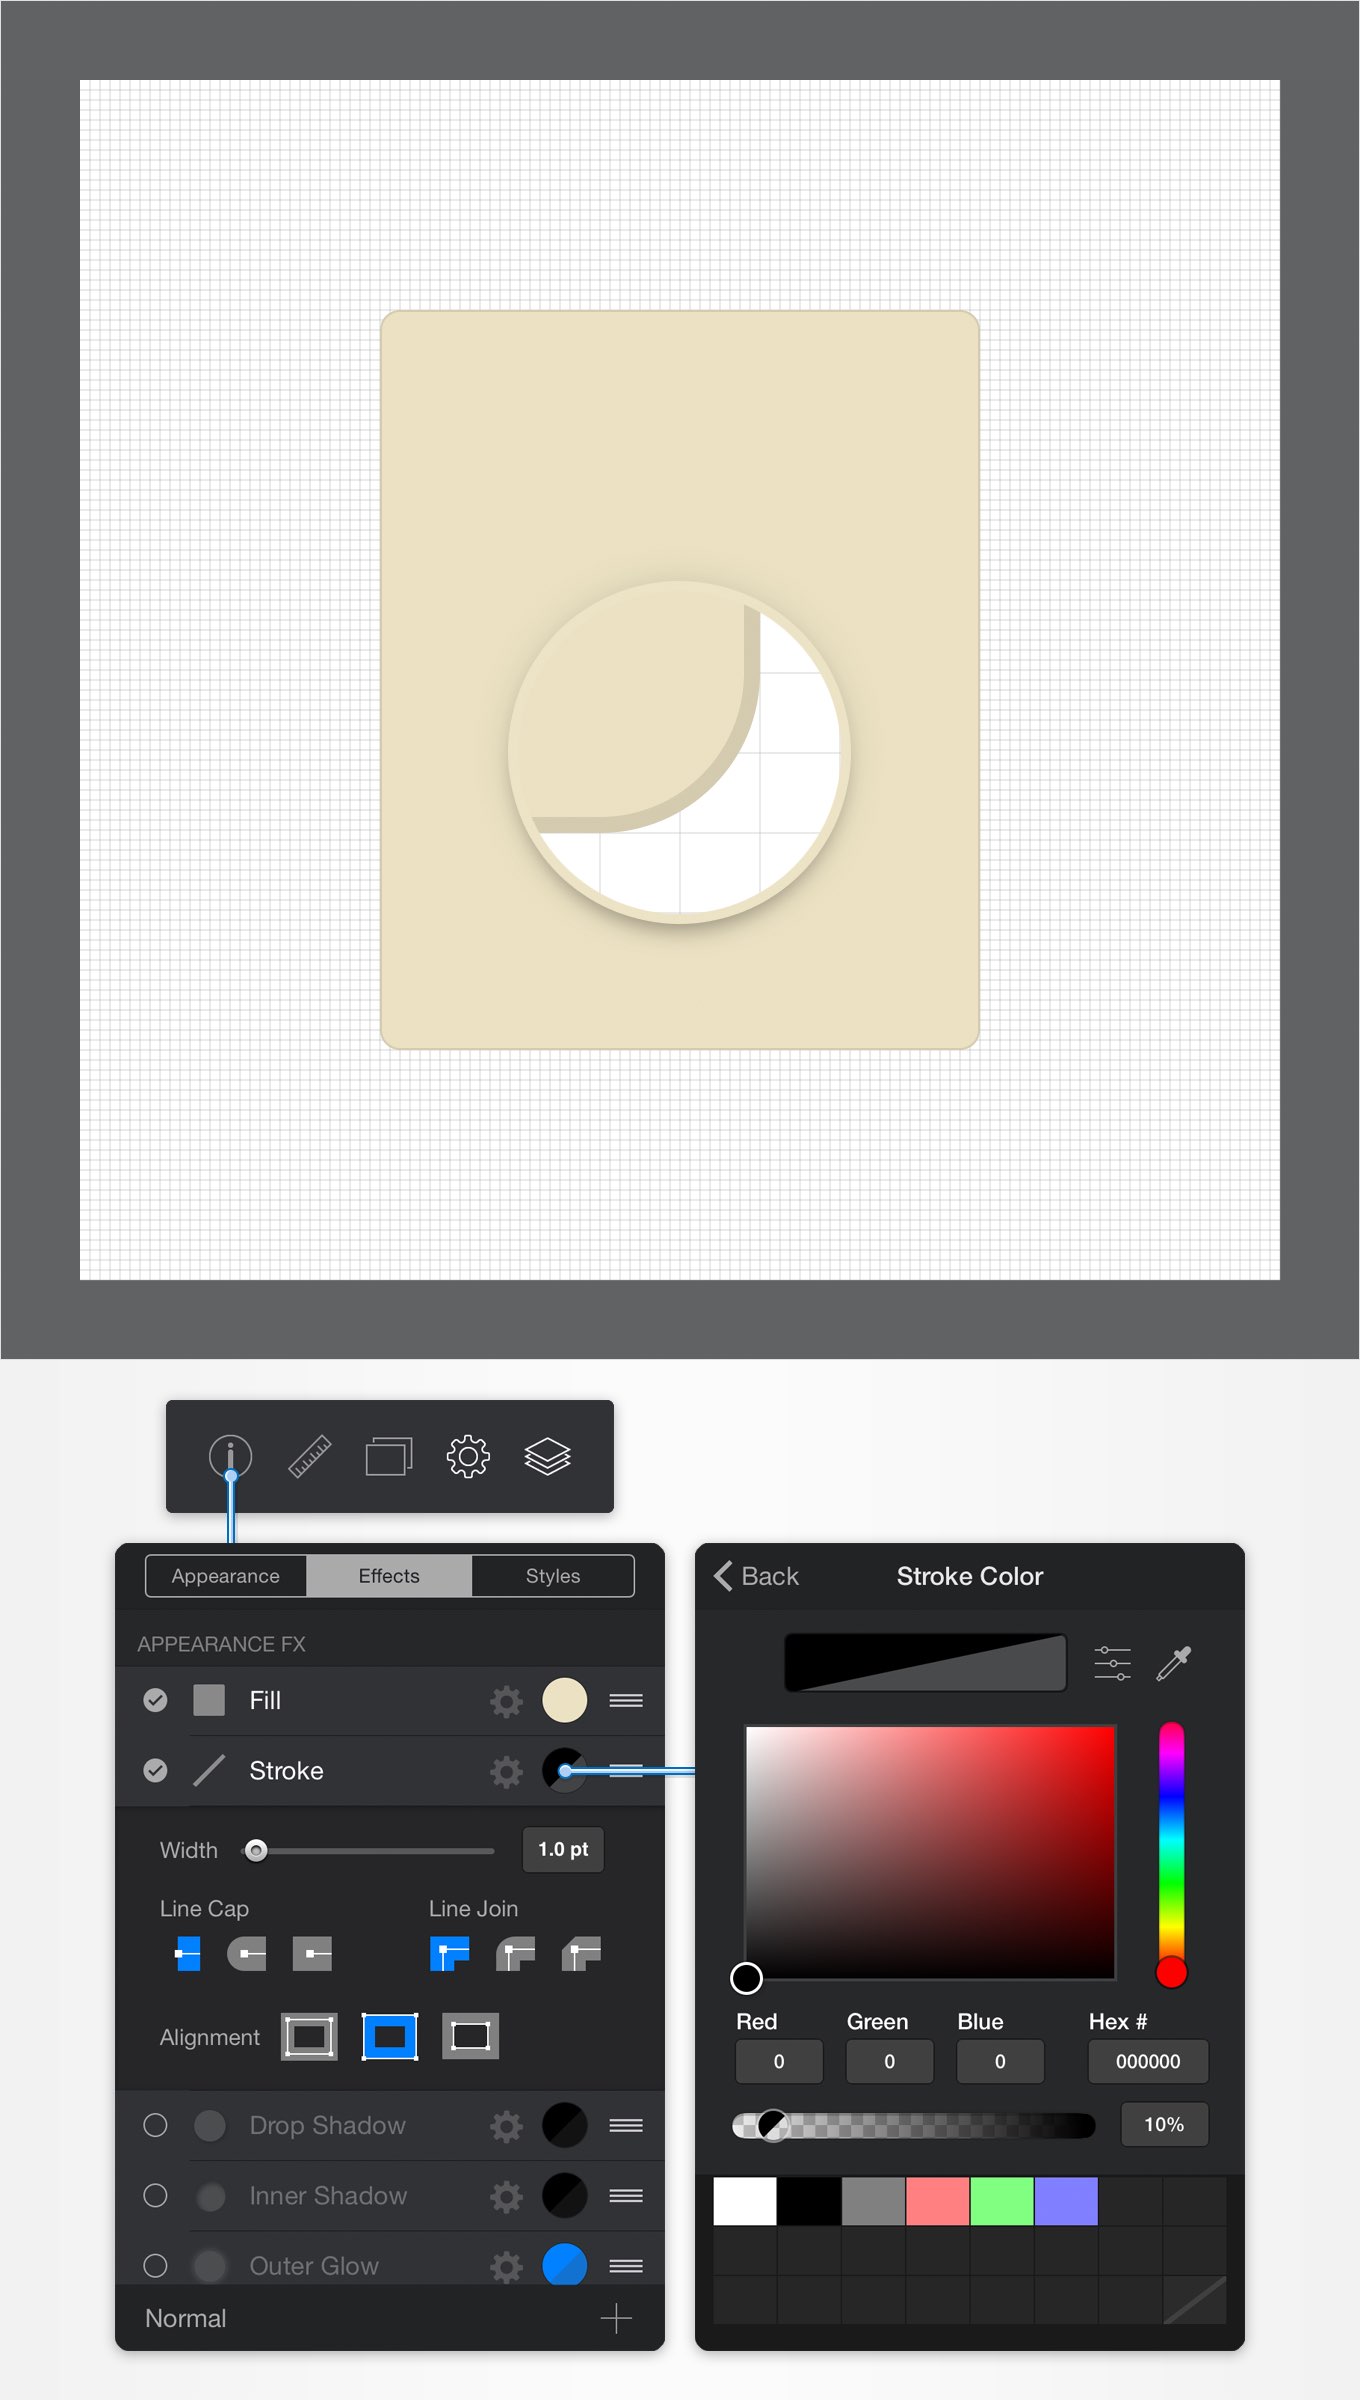 Appearance Effects Styles
APPEARANCE FX
Fill
Stroke
Width 1.0 pt
Line Cap Line Join
Alignment
Drop Shadow
Inner Shadow
Outer Glow
Normal
Back Stroke Color
Red Green Blue Hex #
0 0 0 000000
10%